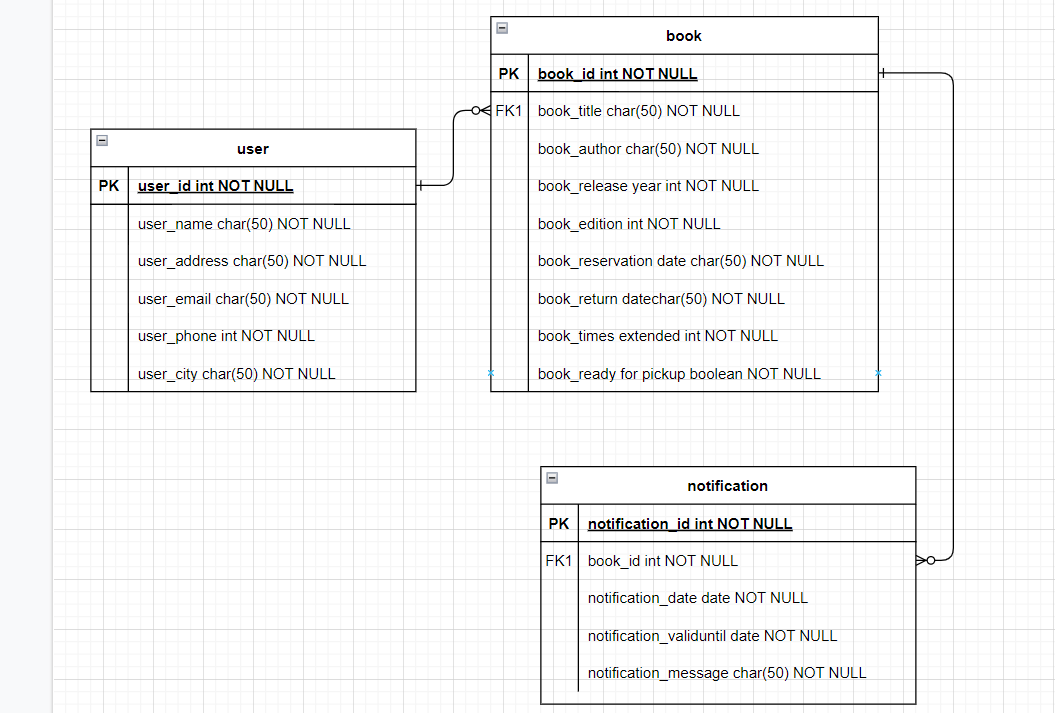 book
PK book_id int NOT NULL
FK1 book_title char(50) NOT NULL
book_author char(50) NOT NULL
book_release year int NOT NULL
book_edition int NOT NULL
book_reservation date char(50) NOT NULL
book_return datechar(50) NOT NULL
book_times extended int NOT NULL
book_ready for pickup boolean NOT NULL
user
PK user_id int NOT NULL
user_name char(50) NOT NULL
user_address char(50) NOT NULL
user_email char(50) NOT NULL
user_phone int NOT NULL
user_city char(50) NOT NULL
notification
PK notification_id int NOT NULL
FK1 book_id int NOT NULL
notification_date date NOT NULL
notification_validuntil date NOT NULL
notification_message char(50) NOT NULL